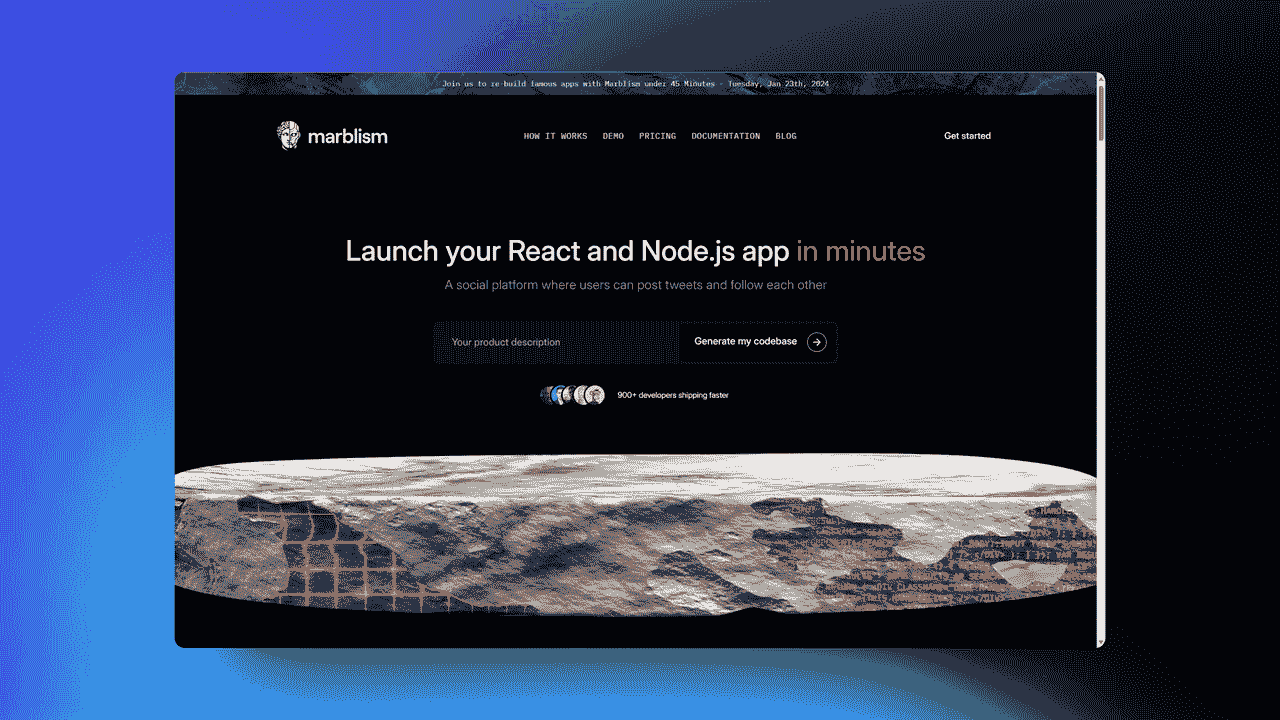 Join us to re-build famous apps with Marblism under 45 Minutes - Tuesday, Jan 23th, 2024
marblism
HOW IT WORKS DEMO PRICING DOCUMENTATION BLOG
Get started
Launch your React and Node.js app in minutes
A social platform where users can post tweets and follow each other
Your product description
Generate my codebase
900+ developers shipping faster